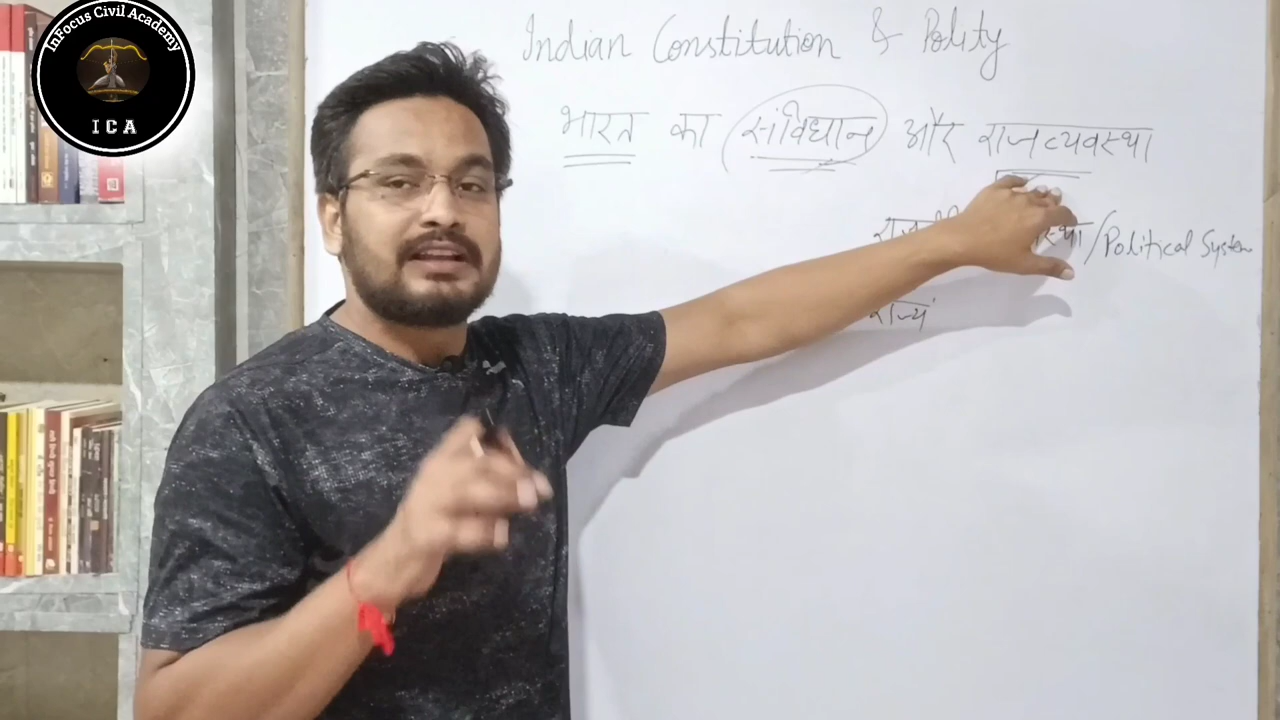 InFocus Civil Academy
ICA
Indian Constitution & Polity
भारत का संविधान और राजव्यवस्था
/Political System